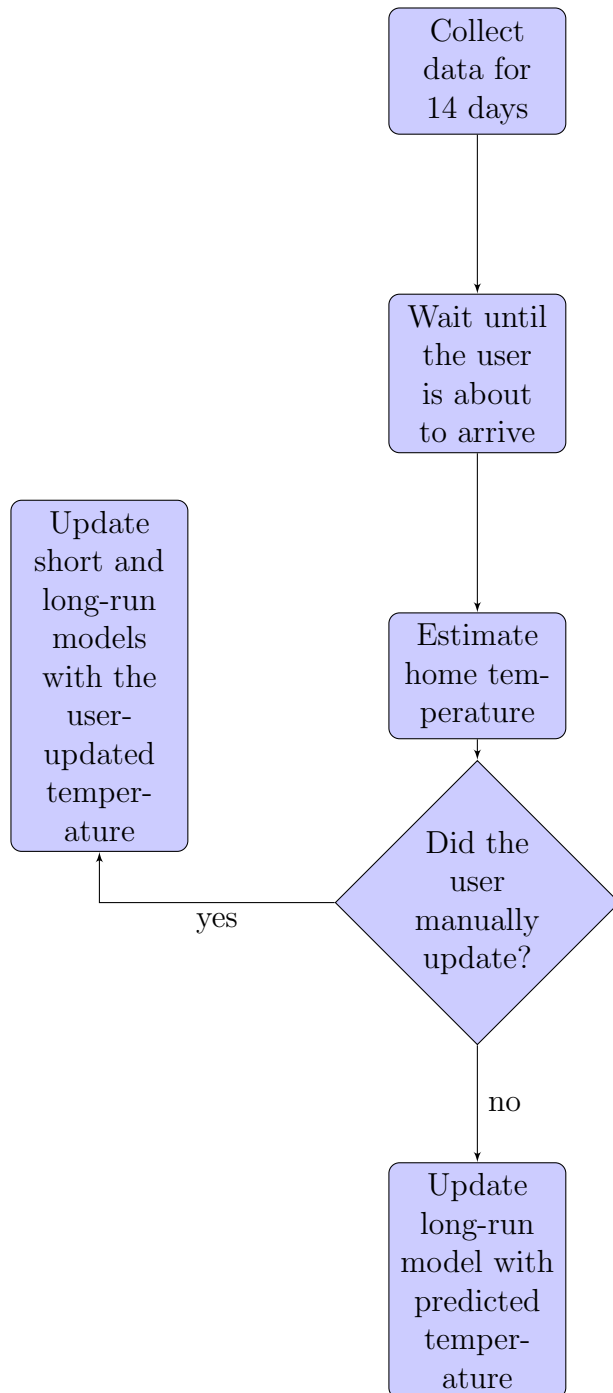 Collect
data for
14 days
Wait until
the user
is about
to arrive
Update
short and
long-run
models
with the
user-
updated
temper-
ature
Estimate
home tem-
perature
Did the
user
manually
update?
yes
no
Update
long-run
model with
predicted
temper-
ature